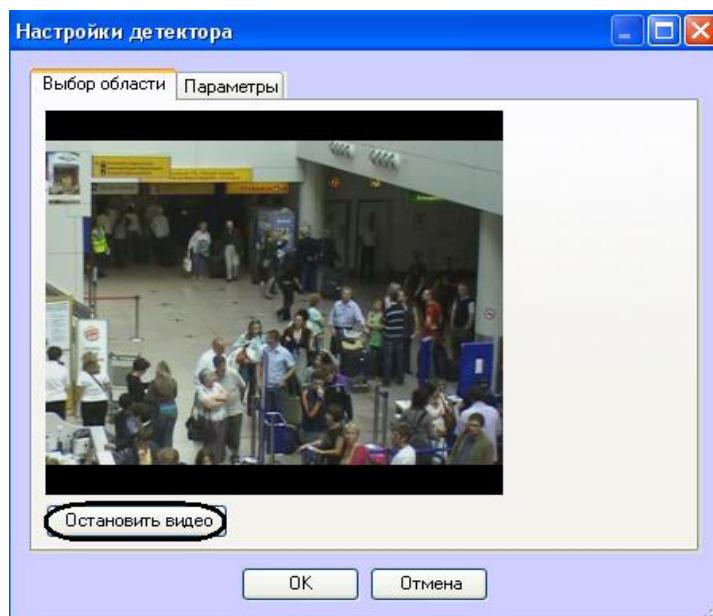 Настройки детектора
Выбор области
Параметры
Остановить видео
OK
Отмена